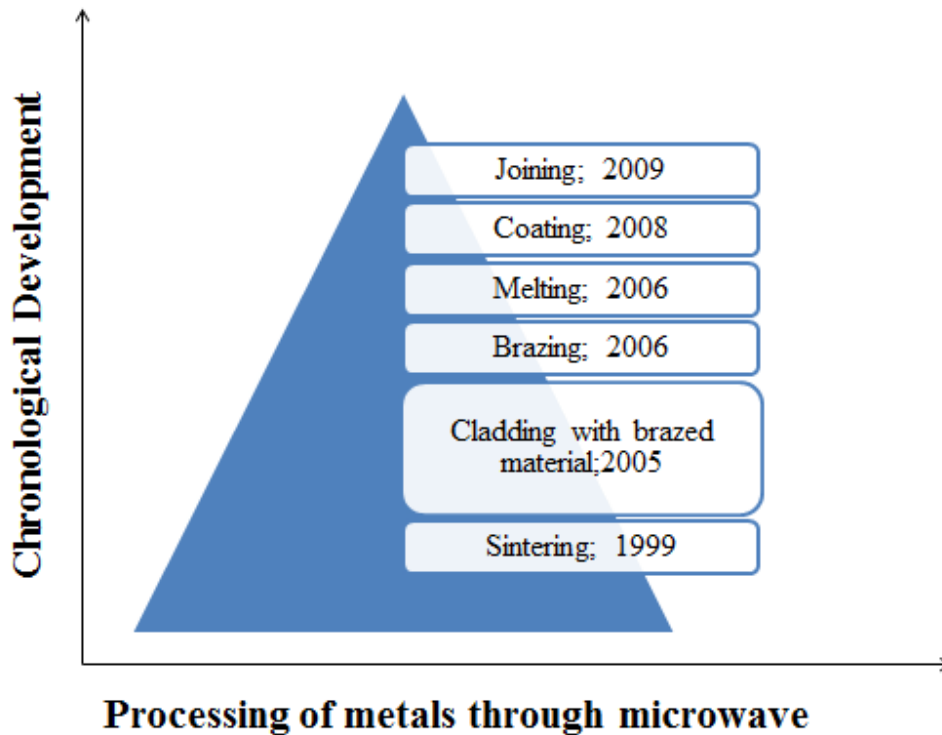 Chronological Development
Joining; 2009
Coating; 2008
Melting; 2006
Brazing; 2006
Cladding with brazed
material;2005
Sintering; 1999
Processing of metals through microwave